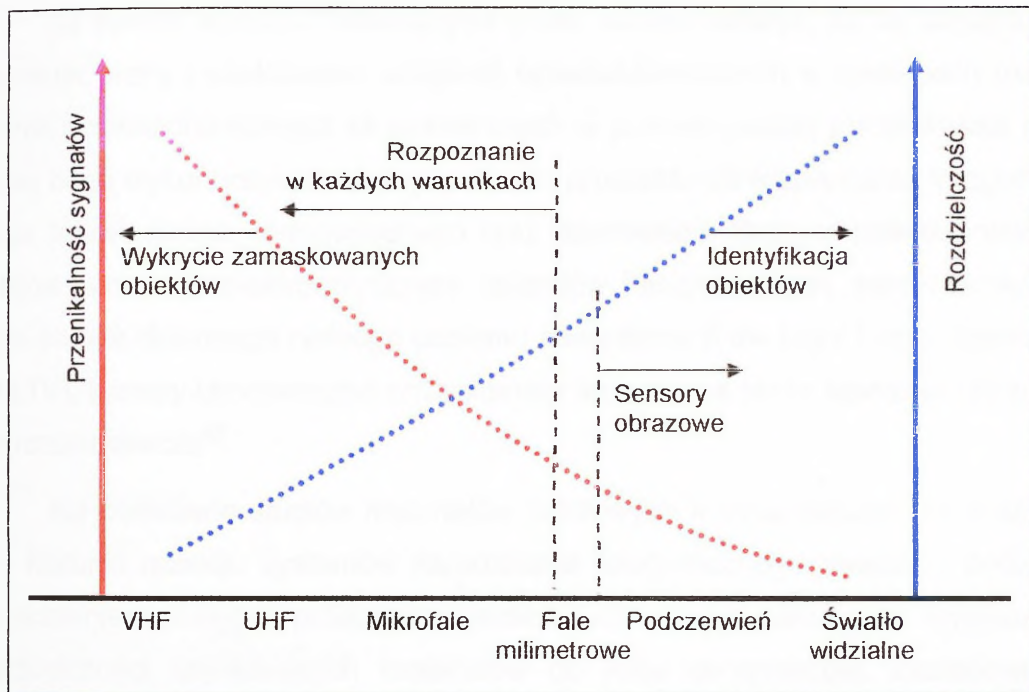 Przenikalność sygnałów
Rozpoznanie
w każdych warunkach
Wykrycie zamaskowanych
obiektów
Identyfikacja
obiektów
Sensory
obrazowe
Rozdzielczość
VHF
UHF
Mikrofale
Fale
milimetrowe
Podczerwień
Światło
widzialne